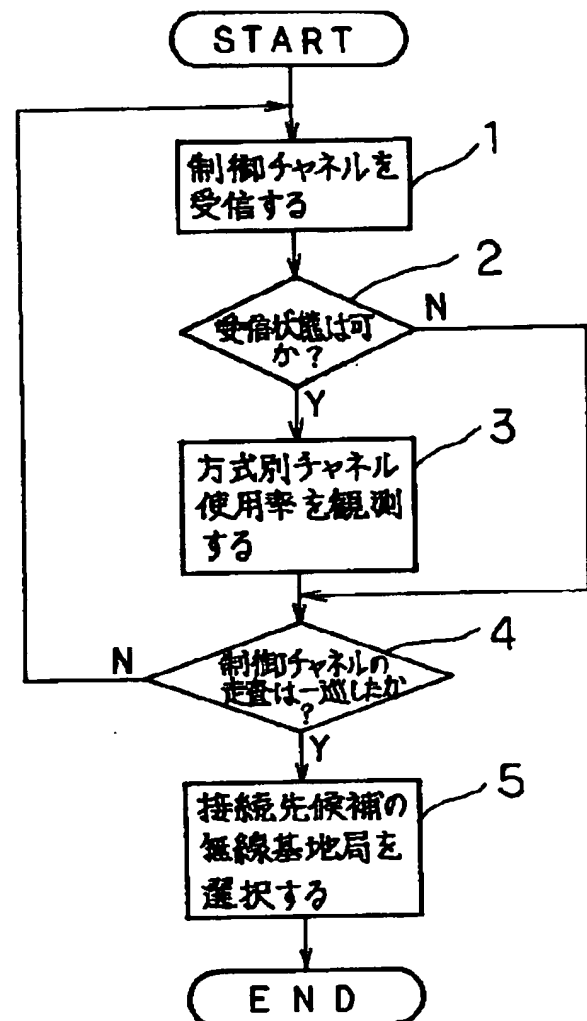 START
1
制御チャネルを
受信する
2
受信状態は可
か?
N
Y
3
方式別チャネル
使用率を観測
する
4
制御チャネルの
走査は一巡したか
?
N
Y
5
接続先候補の
無線基地局を
選択する
END